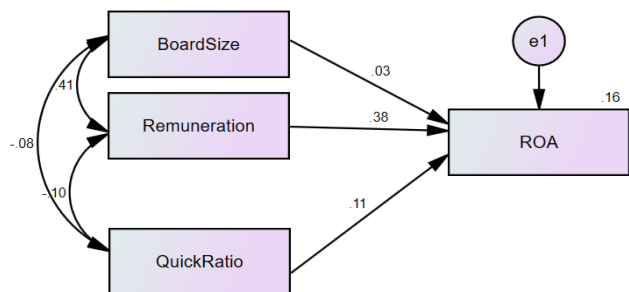 BoardSize
e1
.03
.16
.41
Remuneration
.38
ROA
-.08
-.10
.11
QuickRatio